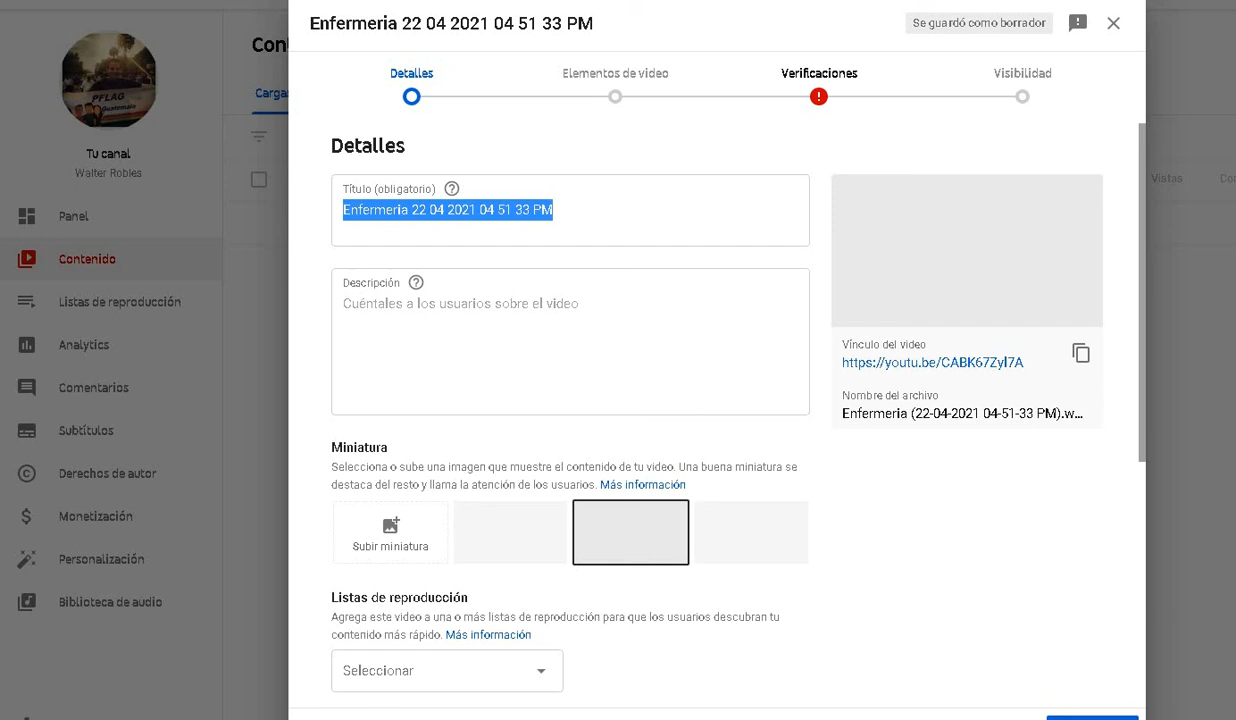 Enfermeria 22 04 2021 04 51 33 PM
Se guardó como borrador
Detalles
Elementos de video
Verificaciones
Visibilidad
PFLAG
Guatemala
Tu canal
Walter Robles
Panel
Contenido
Listas de reproducción
Analytics
Comentarios
Subtítulos
Derechos de autor
Monetización
Personalización
Biblioteca de audio
Vistas
Detalles
Título (obligatorio)
Enfermeria 22 04 2021 04 51 33 PM
Descripción
Cuéntales a los usuarios sobre el video
Vínculo del video
https://youtu.be/CABK67Zyl7A
Nombre del archivo
Enfermeria (22-04-2021 04-51-33 PM).w...
Miniatura
Selecciona o sube una imagen que muestre el contenido de tu video. Una buena miniatura se
destaca del resto y llama la atención de los usuarios. Más información
Subir miniatura
Listas de reproducción
Agrega este video a una o más listas de reproducción para que los usuarios descubran tu
contenido más rápido. Más información
Seleccionar